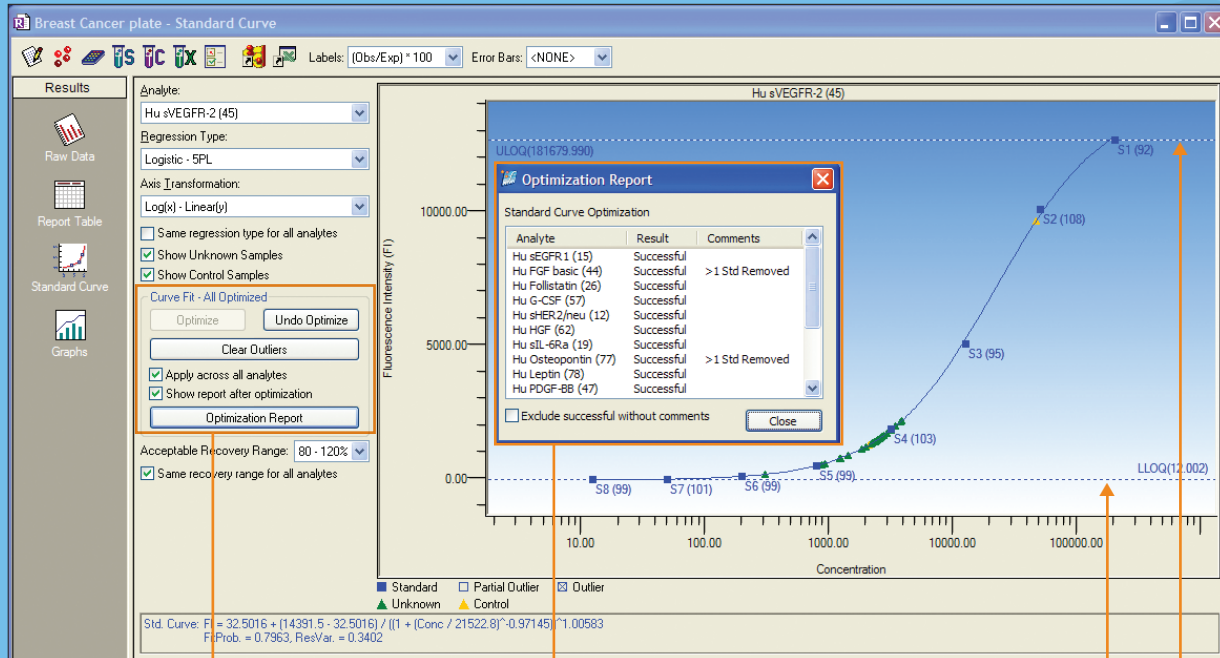 Breast Cancer plate - Standard Curve
Labels: (Obs/Exp) * 100 Error Bars: <NONE>
Results
Raw Data
Report Table
Standard Curve
Graphs
Analyte:
Hu sVEGFR-2 (45)
Regression Type:
Logistic - 5PL
Axis Transformation:
Log(x) - Linear(y)
Same regression type for all analytes
Show Unknown Samples
Show Control Samples
Curve Fit - All Optimized
Optimize Undo Optimize
Clear Outliers
Apply across all analytes
Show report after optimization
Optimization Report
Acceptable Recovery Range: 80 - 120%
Same recovery range for all analytes
Hu sVEGFR-2 (45)
Fluorescence Intensity (FI)
10000.00
5000.00
0.00
ULOQ(181679.990)
S1 (92)
S2 (108)
S3 (95)
S4 (103)
S5 (99)
S6 (99)
S7 (101)
S8 (99)
LLOQ(12.002)
Optimization Report
Standard Curve Optimization
Analyte Result Comments
Hu sEGFR1 (15) Successful
Hu FGF basic (44) Successful >1 Std Removed
Hu Follistatin (26) Successful
Hu G-CSF (57) Successful
Hu sHER2/neu (12) Successful
Hu HGF (62) Successful
Hu sIL-6Ra (19) Successful
Hu Osteopontin (77) Successful >1 Std Removed
Hu Leptin (78) Successful
Hu PDGF-BB (47) Successful
Exclude successful without comments
Close
10.00 100.00 1000.00 10000.00 100000.00
Concentration
Standard Partial Outlier Outlier
Unknown Control
Std. Curve: FI = 32.5016 + (14391.5 - 32.5016) / ((1 + (Conc / 21522.8)^-0.97145))^1.00583
FitProb. = 0.7963, ResVar. = 0.3402